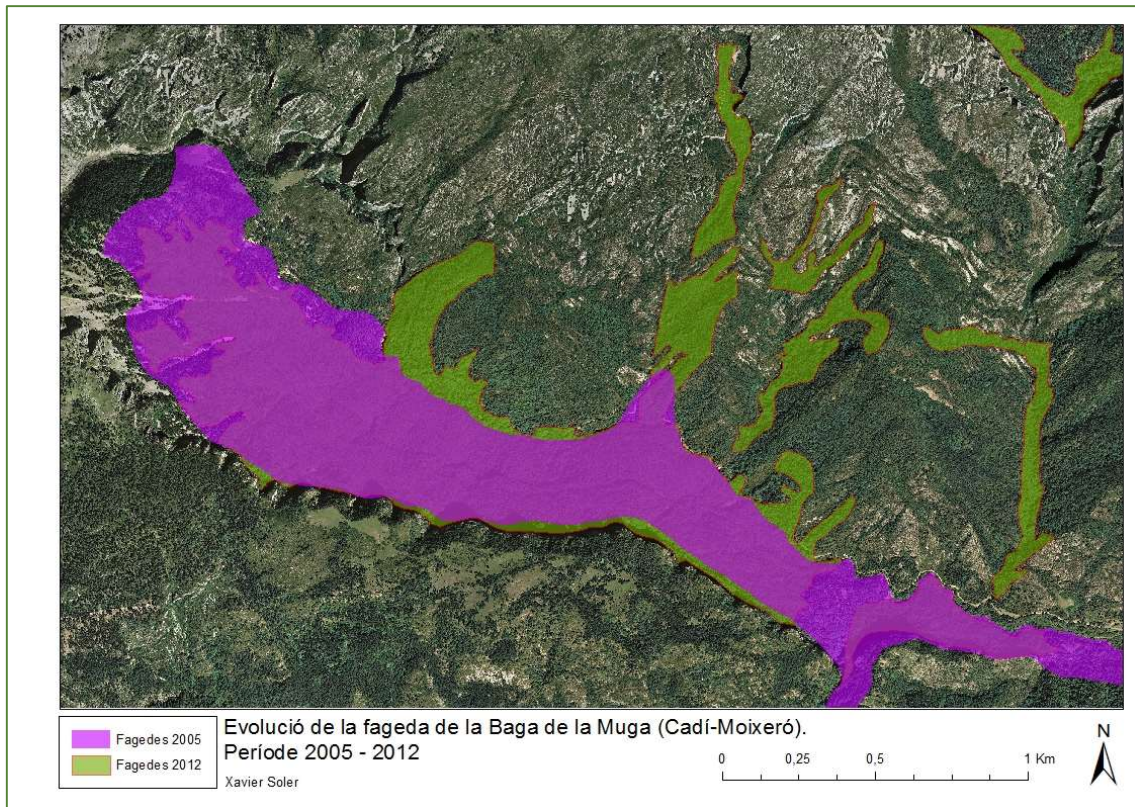 Fagedes 2005
Fagedes 2012
Evolució de la fageda de la Baga de la Muga (Cadí-Moixeró).
Període 2005 - 2012
Xavier Soler
0 0,25 0,5 1 Km
N